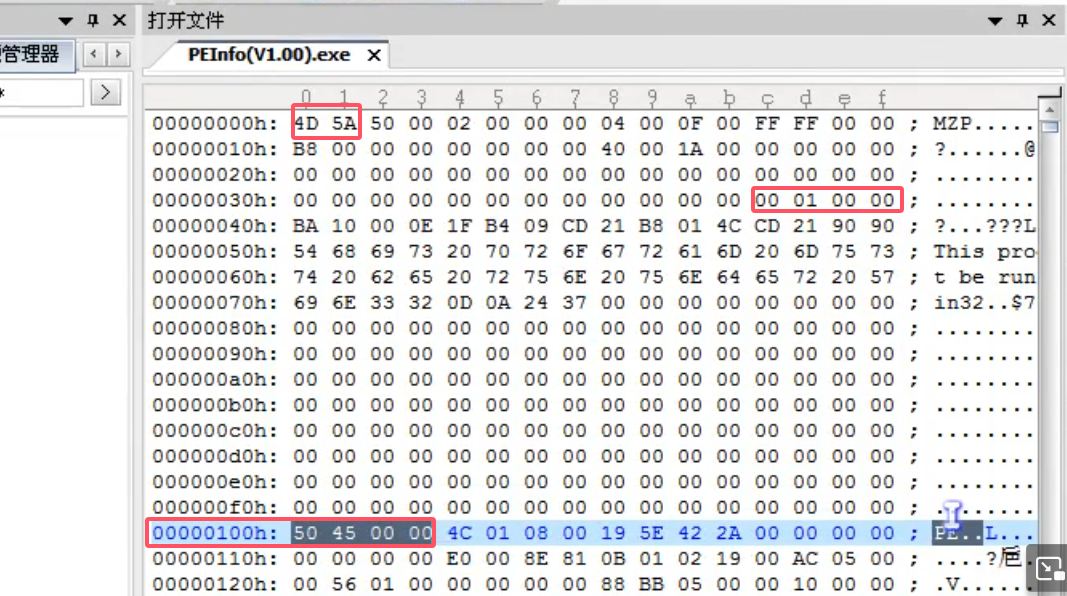 打开文件
管理器
PEInfo(V1.00).exe
*
0 1 2 3 4 5 6 7 8 9 a b c d e f
00000000h: 4D 5A 50 00 02 00 00 00 04 00 0F 00 FF FF 00 00 ; MZP.....
00000010h: B8 00 00 00 00 00 00 00 40 00 1A 00 00 00 00 00 ; ?......@
00000020h: 00 00 00 00 00 00 00 00 00 00 00 00 00 00 00 00 ; ........
00000030h: 00 00 00 00 00 00 00 00 00 00 00 00 00 01 00 00 ; ........
00000040h: BA 10 00 0E 1F B4 09 CD 21 B8 01 4C CD 21 90 90 ; ?...???L
00000050h: 54 68 69 73 20 70 72 6F 67 72 61 6D 20 6D 75 73 ; This pro
00000060h: 74 20 62 65 20 72 75 6E 20 75 6E 64 65 72 20 57 ; t be run
00000070h: 69 6E 33 32 0D 0A 24 37 00 00 00 00 00 00 00 00 ; in32..$7
00000080h: 00 00 00 00 00 00 00 00 00 00 00 00 00 00 00 00 ; ........
00000090h: 00 00 00 00 00 00 00 00 00 00 00 00 00 00 00 00 ; ........
000000a0h: 00 00 00 00 00 00 00 00 00 00 00 00 00 00 00 00 ; ........
000000b0h: 00 00 00 00 00 00 00 00 00 00 00 00 00 00 00 00 ; ........
000000c0h: 00 00 00 00 00 00 00 00 00 00 00 00 00 00 00 00 ; ........
000000d0h: 00 00 00 00 00 00 00 00 00 00 00 00 00 00 00 00 ; ........
000000e0h: 00 00 00 00 00 00 00 00 00 00 00 00 00 00 00 00 ; ........
000000f0h: 00 00 00 00 00 00 00 00 00 00 00 00 00 00 00 00 ; ........
00000100h: 50 45 00 00 4C 01 08 00 19 5E 42 2A 00 00 00 00 ; PE..L...
00000110h: 00 00 00 00 E0 00 8E 81 0B 01 02 19 00 AC 05 00 ; ....?
00000120h: 00 56 01 00 00 00 00 00 88 BB 05 00 00 10 00 00 ; .V......